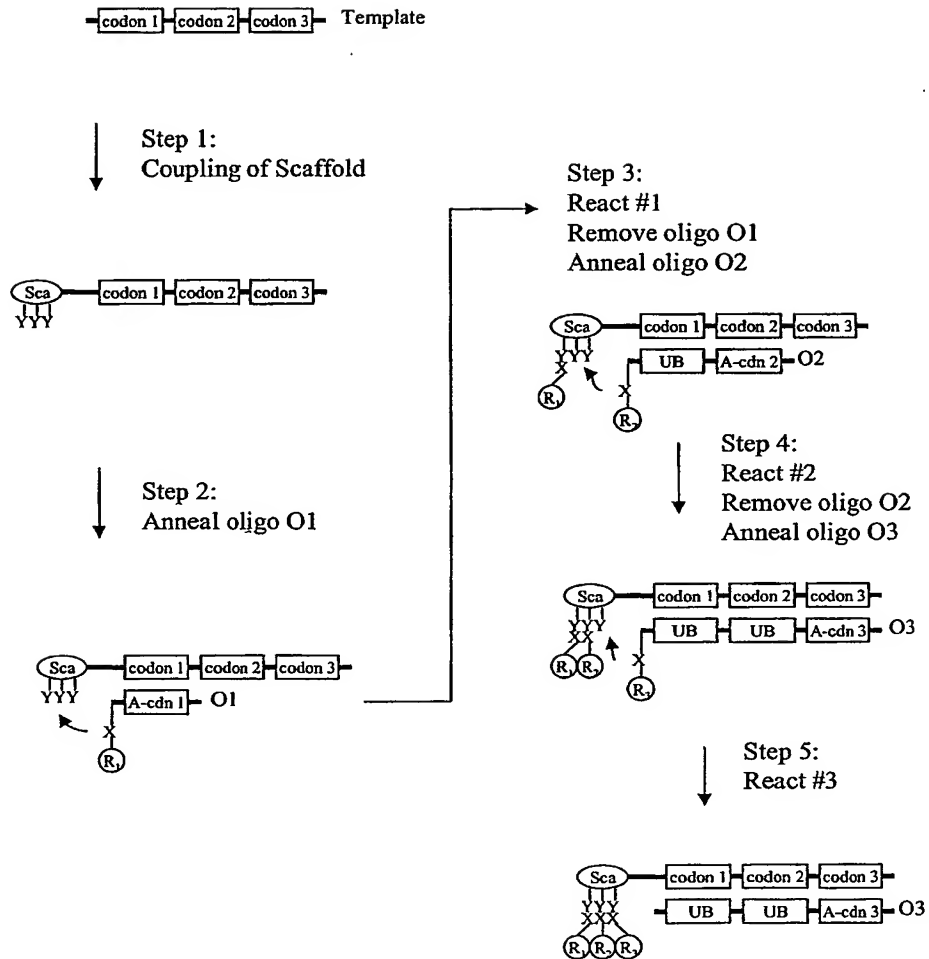 codon 1 codon 2 codon 3 Template
Step 1:
Coupling of Scaffold
Sca codon 1 codon 2 codon 3
Y Y Y
Step 2:
Anneal oligo O1
Sca codon 1 codon 2 codon 3
Y Y Y
A-cdn 1 O1
X
R1
Step 3:
React #1
Remove oligo O1
Anneal oligo O2
Sca codon 1 codon 2 codon 3
Y Y Y
UB A-cdn 2 O2
X X
R1 R2
Step 4:
React #2
Remove oligo O2
Anneal oligo O3
Sca codon 1 codon 2 codon 3
Y Y Y
UB UB A-cdn 3 O3
X X X
R1 R2 R3
Step 5:
React #3
Sca codon 1 codon 2 codon 3
Y Y Y
UB UB A-cdn 3 O3
X X X
R1 R2 R3